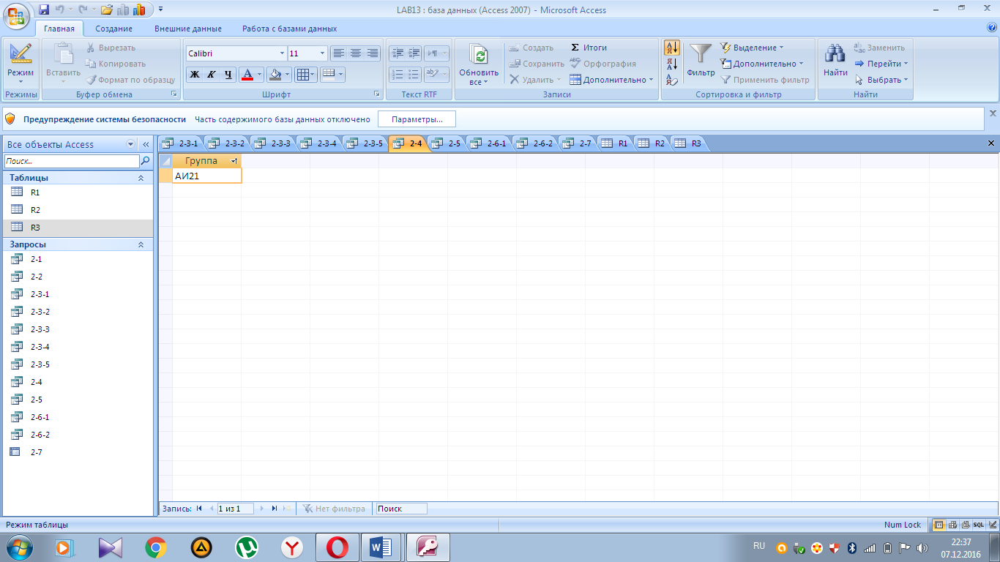 LAB13 : база данных (Access 2007) - Microsoft Access
Главная Создание Внешние данные Работа с базами данных
Режим
Режимы
Вставить
Вырезать
Копировать
Формат по образцу
Буфер обмена
Calibri 11
Ж К Ч А
Шрифт
ab
Текст RTF
Обновить все
Создать
Сохранить
Удалить
Σ Итоги
ABC Орфография
Дополнительно
Записи
Фильтр
Выделение
Дополнительно
Применить фильтр
Сортировка и фильтр
Найти
Заменить
Перейти
Выбрать
Найти
Предупреждение системы безопасности Часть содержимого базы данных отключено Параметры...
Все объекты Access
Поиск...
Таблицы
R1
R2
R3
Запросы
2-1
2-2
2-3-1
2-3-2
2-3-3
2-3-4
2-3-5
2-4
2-5
2-6-1
2-6-2
2-7
2-3-1 2-3-2 2-3-3 2-3-4 2-3-5 2-4 2-5 2-6-1 2-6-2 2-7 R1 R2 R3
Группа
АИ21
Запись: 1 из 1 Нет фильтра Поиск
Режим таблицы Num Lock SQL
RU 22:37
07.12.2016